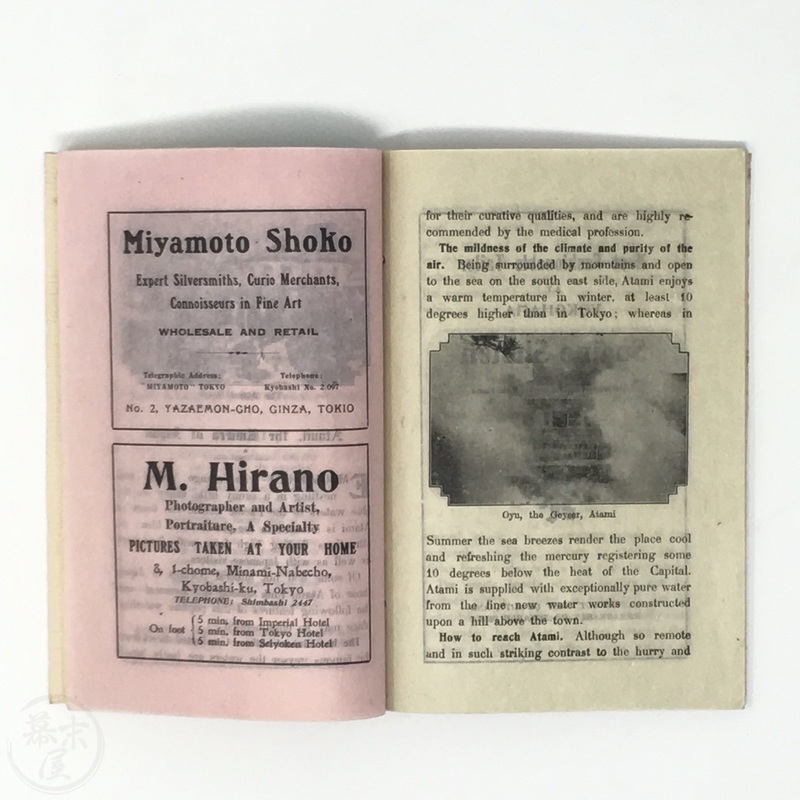 Miyamoto Shoko
Expert Silversmiths, Curio Merchants,
Connoisseurs in Fine Art
WHOLESALE AND RETAIL
Telegraphic Address:
"MIYAMOTO" TOKYO
Telephone:
Kyobashi No. 2.097
No. 2, YAZAEMON-CHO, GINZA, TOKIO
M. Hirano
Photographer and Artist,
Portraiture, A Specialty
PICTURES TAKEN AT YOUR HOME
3, 1-chome, Minami-Nabecho,
Kyobashi-ku, Tokyo
TELEPHONE: Shimbashi 2447
On foot
5 min. from Imperial Hotel
5 min. from Tokyo Hotel
5 min. from Seiyoken Hotel
for their curative qualities, and are highly re-
commended by the medical profession.
The mildness of the climate and purity of the
air. Being surrounded by mountains and open
to the sea on the south east side, Atami enjoys
a warm temperature in winter, at least 10
degrees higher than in Tokyo; whereas in
Oyu, the Geyser, Atami
Summer the sea breezes render the place cool
and refreshing the mercury registering some
10 degrees below the heat of the Capital.
Atami is supplied with exceptionally pure water
from the fine new water works constructed
upon a hill above the town.
How to reach Atami. Although so remote
and in such striking contrast to the hurry and
幕末屋